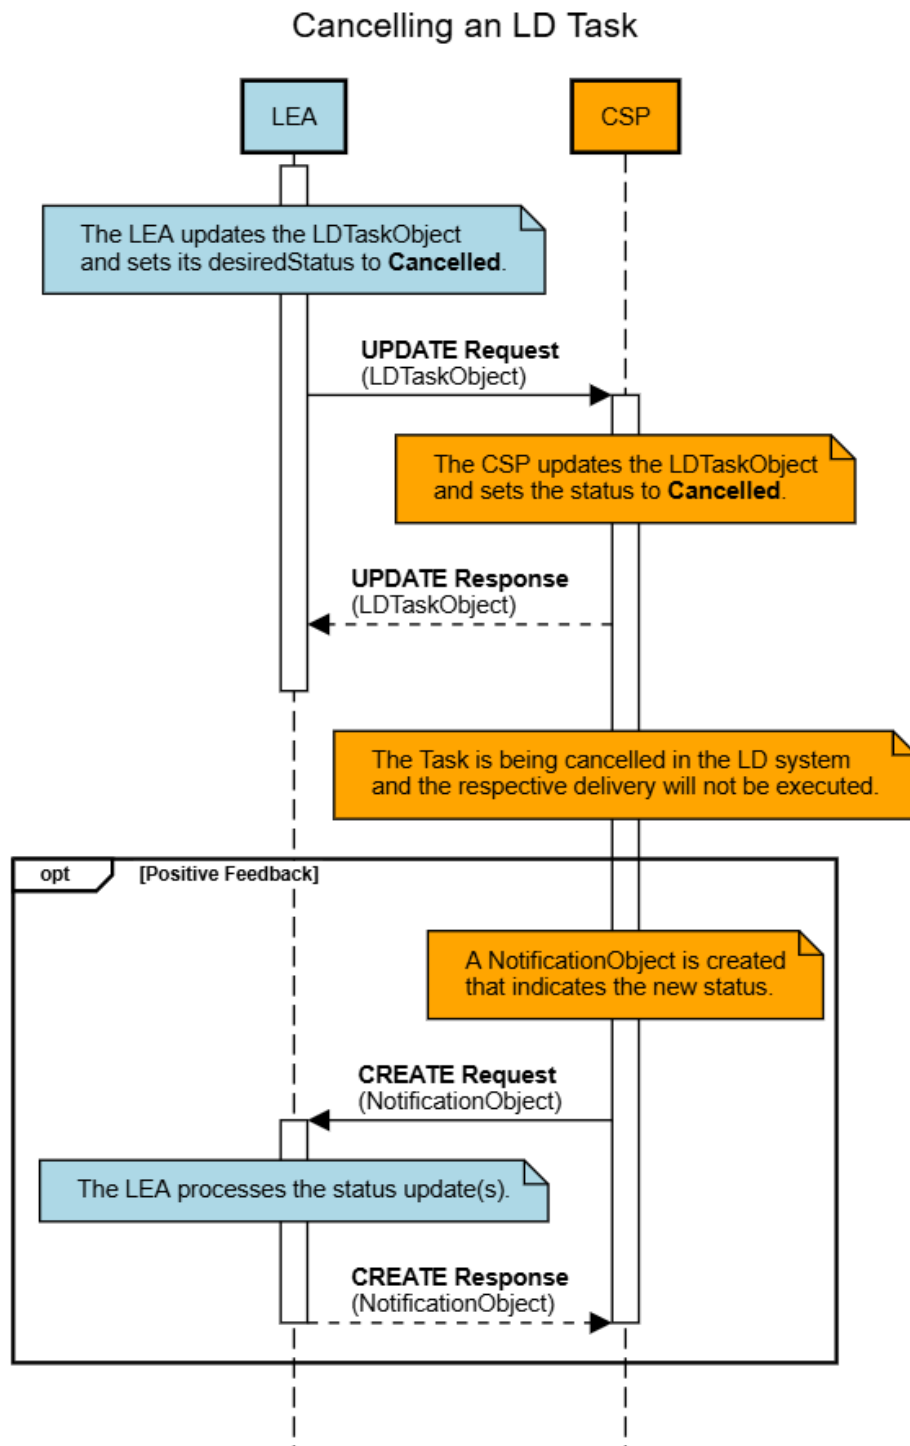 Cancelling an LD Task
LEA
CSP
The LEA updates the LDTaskObject
and sets its desiredStatus to Cancelled.
UPDATE Request
(LDTaskObject)
The CSP updates the LDTaskObject
and sets the status to Cancelled.
UPDATE Response
(LDTaskObject)
The Task is being cancelled in the LD system
and the respective delivery will not be executed.
opt
[Positive Feedback]
A NotificationObject is created
that indicates the new status.
CREATE Request
(NotificationObject)
The LEA processes the status update(s).
CREATE Response
(NotificationObject)